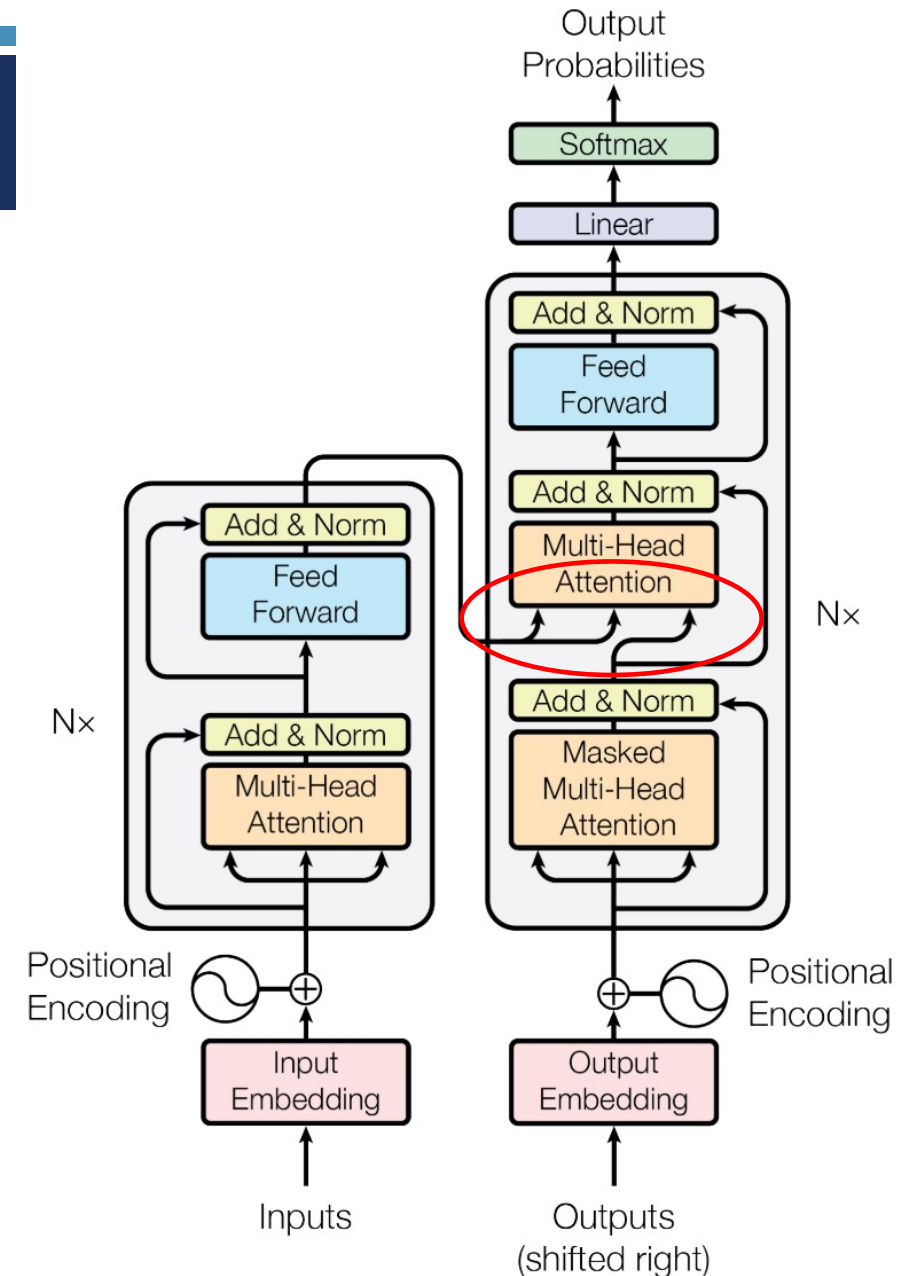 Output
Probabilities
Softmax
Linear
Add & Norm
Feed
Forward
Add & Norm
Multi-Head
Attention
Add & Norm
Masked
Multi-Head
Attention
Nx
Add & Norm
Feed
Forward
Add & Norm
Multi-Head
Attention
Nx
Positional
Encoding
Positional
Encoding
Input
Embedding
Output
Embedding
Inputs
Outputs
(shifted right)